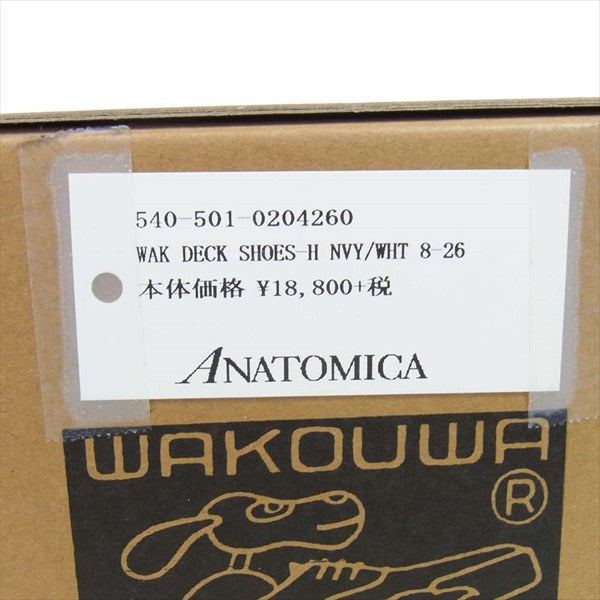 540-501-0204260
WAK DECK SHOES-H NVY/WHT 8-26
本体価格 ¥18,800+税
ANATOMICA
WAKOUWA
®